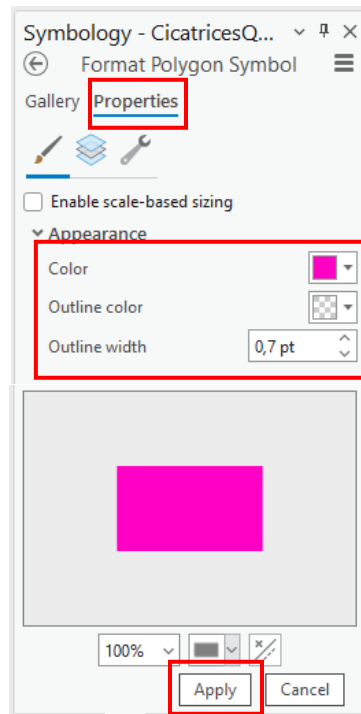 Symbology - CicatricesQ...
Format Polygon Symbol
Gallery Properties
Enable scale-based sizing
Appearance
Color
Outline color
Outline width 0,7 pt
100%
Apply Cancel